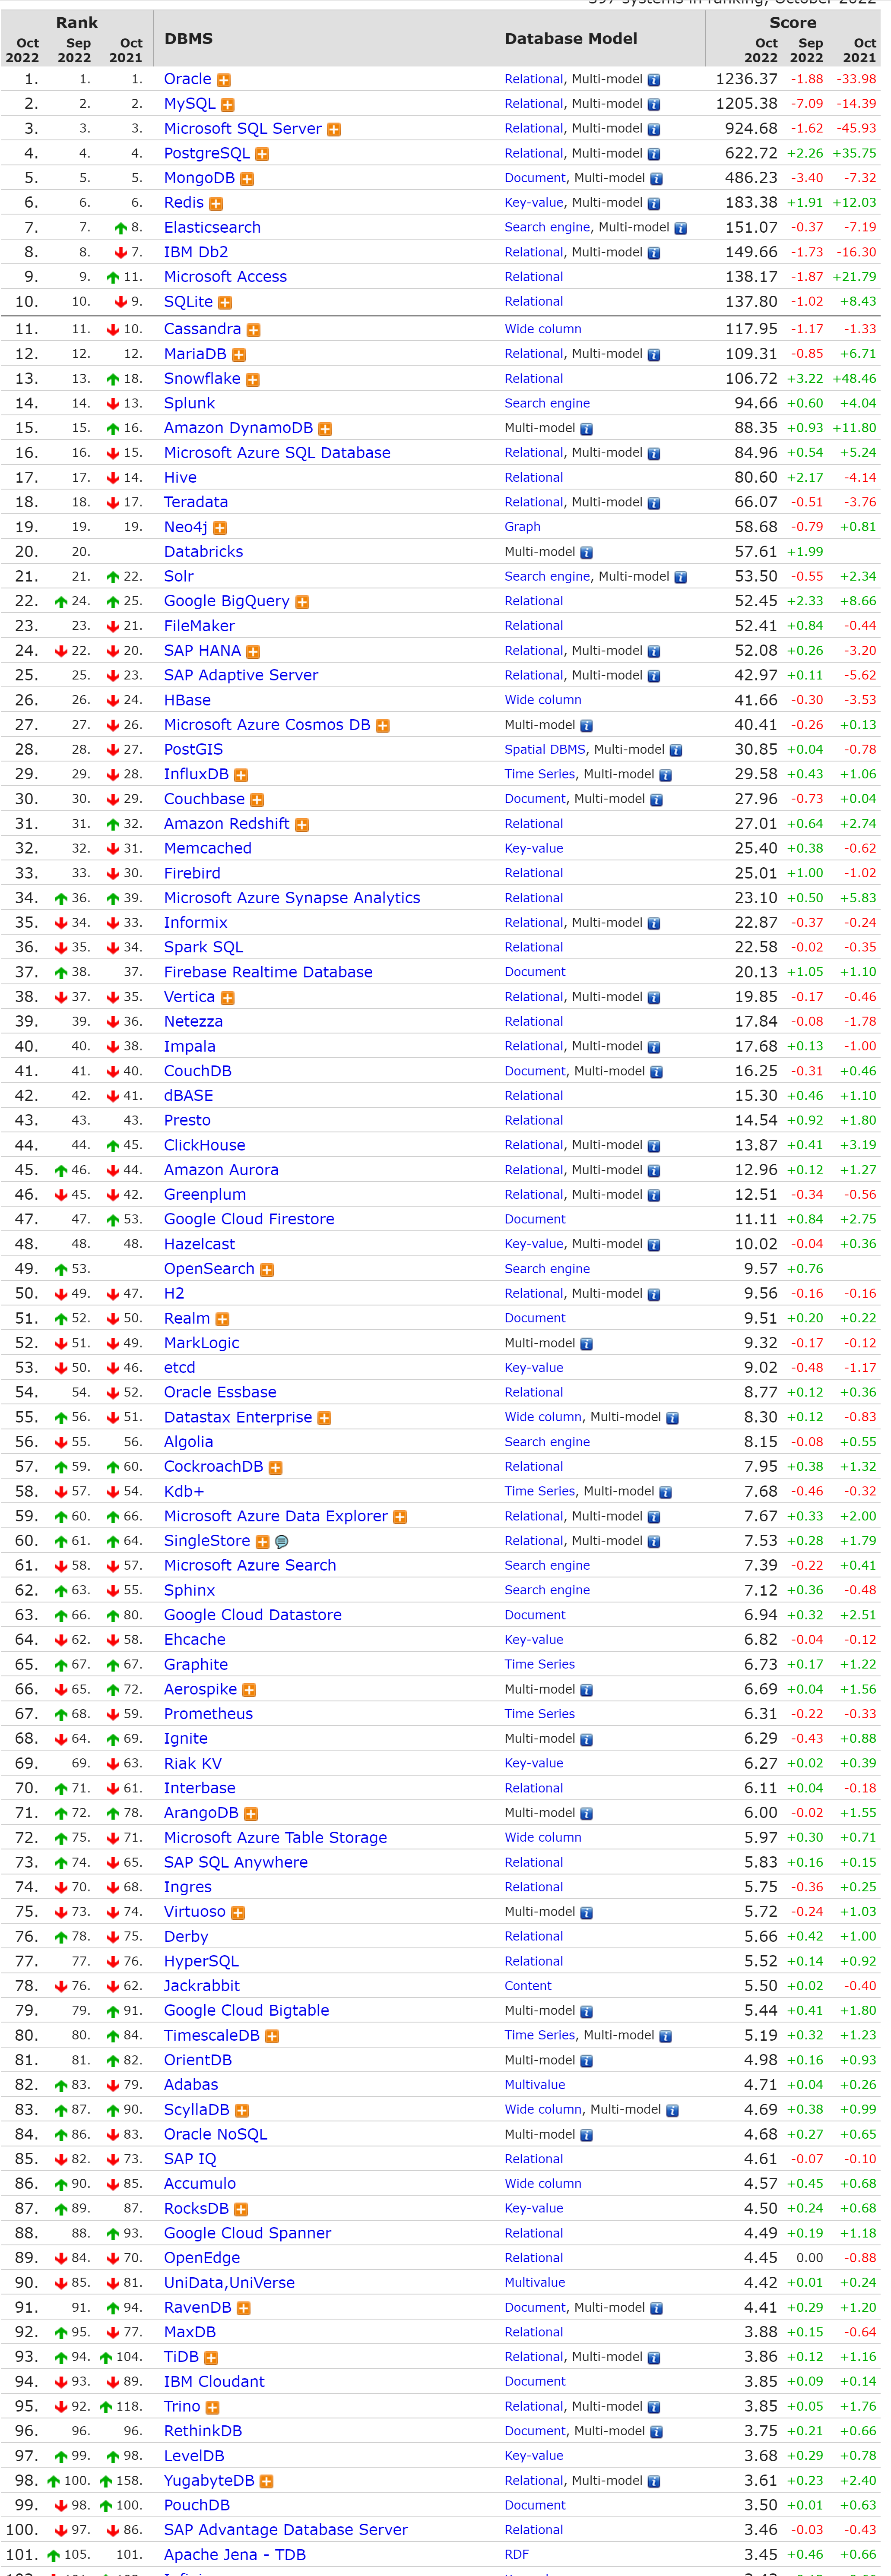 397 systems in ranking, October 2022
Rank Score
Oct 2022 Sep 2022 Oct 2021 DBMS Database Model Oct 2022 Sep 2022 Oct 2021
1. 1. 1. Oracle Relational, Multi-model 1236.37 -1.88 -33.98
2. 2. 2. MySQL Relational, Multi-model 1205.38 -7.09 -14.39
3. 3. 3. Microsoft SQL Server Relational, Multi-model 924.68 -1.62 -45.93
4. 4. 4. PostgreSQL Relational, Multi-model 622.72 +2.26 +35.75
5. 5. 5. MongoDB Document, Multi-model 486.23 -3.40 -7.32
6. 6. 6. Redis Key-value, Multi-model 183.38 +1.91 +12.03
7. 7. 8. Elasticsearch Search engine, Multi-model 151.07 -0.37 -7.19
8. 8. 7. IBM Db2 Relational, Multi-model 149.66 -1.73 -16.30
9. 9. 11. Microsoft Access Relational 138.17 -1.87 +21.79
10. 10. 9. SQLite Relational 137.80 -1.02 +8.43
11. 11. 10. Cassandra Wide column 117.95 -1.17 -1.33
12. 12. 12. MariaDB Relational, Multi-model 109.31 -0.85 +6.71
13. 13. 18. Snowflake Relational 106.72 +3.22 +48.46
14. 14. 13. Splunk Search engine 94.66 +0.60 +4.04
15. 15. 16. Amazon DynamoDB Multi-model 88.35 +0.93 +11.80
16. 16. 15. Microsoft Azure SQL Database Relational, Multi-model 84.96 +0.54 +5.24
17. 17. 14. Hive Relational 80.60 +2.17 -4.14
18. 18. 17. Teradata Relational, Multi-model 66.07 -0.51 -3.76
19. 19. 19. Neo4j Graph 58.68 -0.79 +0.81
20. 20. Databricks Multi-model 57.61 +1.99
21. 21. 22. Solr Search engine, Multi-model 53.50 -0.55 +2.34
22. 24. 25. Google BigQuery Relational 52.45 +2.33 +8.66
23. 23. 21. FileMaker Relational 52.41 +0.84 -0.44
24. 22. 20. SAP HANA Relational, Multi-model 52.08 +0.26 -3.20
25. 25. 23. SAP Adaptive Server Relational, Multi-model 42.97 +0.11 -5.62
26. 26. 24. HBase Wide column 41.66 -0.30 -3.53
27. 27. 26. Microsoft Azure Cosmos DB Multi-model 40.41 -0.26 +0.13
28. 28. 27. PostGIS Spatial DBMS, Multi-model 30.85 +0.04 -0.78
29. 29. 28. InfluxDB Time Series, Multi-model 29.58 +0.43 +1.06
30. 30. 29. Couchbase Document, Multi-model 27.96 -0.73 +0.04
31. 31. 32. Amazon Redshift Relational 27.01 +0.64 +2.74
32. 32. 31. Memcached Key-value 25.40 +0.38 -0.62
33. 33. 30. Firebird Relational 25.01 +1.00 -1.02
34. 36. 39. Microsoft Azure Synapse Analytics Relational 23.10 +0.50 +5.83
35. 34. 33. Informix Relational, Multi-model 22.87 -0.37 -0.24
36. 35. 34. Spark SQL Relational 22.58 -0.02 -0.35
37. 38. 37. Firebase Realtime Database Document 20.13 +1.05 +1.10
38. 37. 35. Vertica Relational, Multi-model 19.85 -0.17 -0.46
39. 39. 36. Netezza Relational 17.84 -0.08 -1.78
40. 40. 38. Impala Relational, Multi-model 17.68 +0.13 -1.00
41. 41. 40. CouchDB Document, Multi-model 16.25 -0.31 +0.46
42. 42. 41. dBASE Relational 15.30 +0.46 +1.10
43. 43. 43. Presto Relational 14.54 +0.92 +1.80
44. 44. 45. ClickHouse Relational, Multi-model 13.87 +0.41 +3.19
45. 46. 44. Amazon Aurora Relational, Multi-model 12.96 +0.12 +1.27
46. 45. 42. Greenplum Relational, Multi-model 12.51 -0.34 -0.56
47. 47. 53. Google Cloud Firestore Document 11.11 +0.84 +2.75
48. 48. 48. Hazelcast Key-value, Multi-model 10.02 -0.04 +0.36
49. 53. OpenSearch Search engine 9.57 +0.76
50. 49. 47. H2 Relational, Multi-model 9.56 -0.16 -0.16
51. 52. 50. Realm Document 9.51 +0.20 +0.22
52. 51. 49. MarkLogic Multi-model 9.32 -0.17 -0.12
53. 50. 46. etcd Key-value 9.02 -0.48 -1.17
54. 54. 52. Oracle Essbase Relational 8.77 +0.12 +0.36
55. 56. 51. Datastax Enterprise Wide column, Multi-model 8.30 +0.12 -0.83
56. 55. 56. Algolia Search engine 8.15 -0.08 +0.55
57. 59. 60. CockroachDB Relational 7.95 +0.38 +1.32
58. 57. 54. Kdb+ Time Series, Multi-model 7.68 -0.46 -0.32
59. 60. 66. Microsoft Azure Data Explorer Relational, Multi-model 7.67 +0.33 +2.00
60. 61. 64. SingleStore Relational, Multi-model 7.53 +0.28 +1.79
61. 58. 57. Microsoft Azure Search Search engine 7.39 -0.22 +0.41
62. 63. 55. Sphinx Search engine 7.12 +0.36 -0.48
63. 66. 80. Google Cloud Datastore Document 6.94 +0.32 +2.51
64. 62. 58. Ehcache Key-value 6.82 -0.04 -0.12
65. 67. 67. Graphite Time Series 6.73 +0.17 +1.22
66. 65. 72. Aerospike Multi-model 6.69 +0.04 +1.56
67. 68. 59. Prometheus Time Series 6.31 -0.22 -0.33
68. 64. 69. Ignite Multi-model 6.29 -0.43 +0.88
69. 69. 63. Riak KV Key-value 6.27 +0.02 +0.39
70. 71. 61. Interbase Relational 6.11 +0.04 -0.18
71. 72. 78. ArangoDB Multi-model 6.00 -0.02 +1.55
72. 75. 71. Microsoft Azure Table Storage Wide column 5.97 +0.30 +0.71
73. 74. 65. SAP SQL Anywhere Relational 5.83 +0.16 +0.15
74. 70. 68. Ingres Relational 5.75 -0.36 +0.25
75. 73. 74. Virtuoso Multi-model 5.72 -0.24 +1.03
76. 78. 75. Derby Relational 5.66 +0.42 +1.00
77. 77. 76. HyperSQL Relational 5.52 +0.14 +0.92
78. 76. 62. Jackrabbit Content 5.50 +0.02 -0.40
79. 79. 91. Google Cloud Bigtable Multi-model 5.44 +0.41 +1.80
80. 80. 84. TimescaleDB Time Series, Multi-model 5.19 +0.32 +1.23
81. 81. 82. OrientDB Multi-model 4.98 +0.16 +0.93
82. 83. 79. Adabas Multivalue 4.71 +0.04 +0.26
83. 87. 90. ScyllaDB Wide column, Multi-model 4.69 +0.38 +0.99
84. 86. 83. Oracle NoSQL Multi-model 4.68 +0.27 +0.65
85. 82. 73. SAP IQ Relational 4.61 -0.07 -0.10
86. 90. 85. Accumulo Wide column 4.57 +0.45 +0.68
87. 89. 87. RocksDB Key-value 4.50 +0.24 +0.68
88. 88. 93. Google Cloud Spanner Relational 4.49 +0.19 +1.18
89. 84. 70. OpenEdge Relational 4.45 0.00 -0.88
90. 85. 81. UniData,UniVerse Multivalue 4.42 +0.01 +0.24
91. 91. 94. RavenDB Document, Multi-model 4.41 +0.29 +1.20
92. 95. 77. MaxDB Relational 3.88 +0.15 -0.64
93. 94. 104. TiDB Relational, Multi-model 3.86 +0.12 +1.16
94. 93. 89. IBM Cloudant Document 3.85 +0.09 +0.14
95. 92. 118. Trino Relational, Multi-model 3.85 +0.05 +1.76
96. 96. 96. RethinkDB Document, Multi-model 3.75 +0.21 +0.66
97. 99. 98. LevelDB Key-value 3.68 +0.29 +0.78
98. 100. 158. YugabyteDB Relational, Multi-model 3.61 +0.23 +2.40
99. 98. 100. PouchDB Document 3.50 +0.01 +0.63
100. 97. 86. SAP Advantage Database Server Relational 3.46 -0.03 -0.43
101. 105. 101. Apache Jena - TDB RDF 3.45 +0.46 +0.66